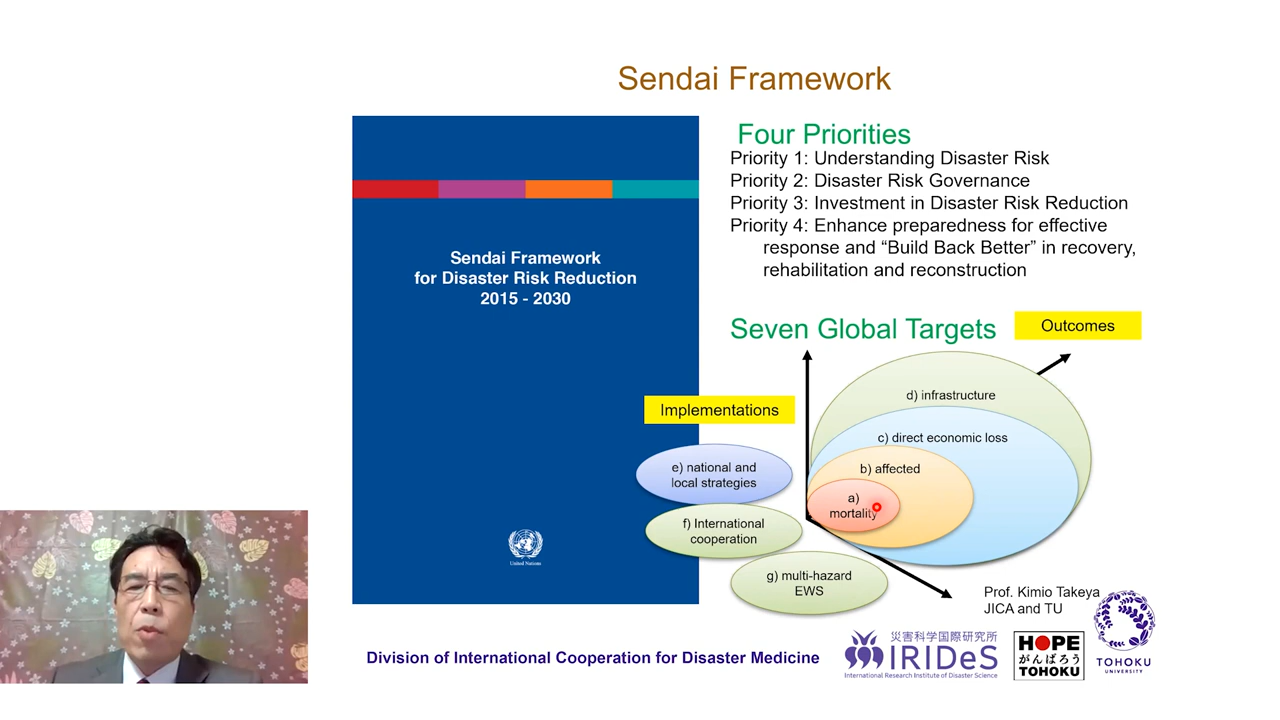 Sendai Framework
Sendai Framework
for Disaster Risk Reduction
2015 - 2030
United Nations
Four Priorities
Priority 1: Understanding Disaster Risk
Priority 2: Disaster Risk Governance
Priority 3: Investment in Disaster Risk Reduction
Priority 4: Enhance preparedness for effective
response and “Build Back Better” in recovery,
rehabilitation and reconstruction
Seven Global Targets
Outcomes
Implementations
d) infrastructure
c) direct economic loss
b) affected
a)
mortality
e) national and
local strategies
f) International
cooperation
g) multi-hazard
EWS
Prof. Kimio Takeya
JICA and TU
Division of International Cooperation for Disaster Medicine
災害科学国際研究所
IRIDeS
International Research Institute of Disaster Science
HOPE
がんばろう
TOHOKU
TOHOKU
UNIVERSITY